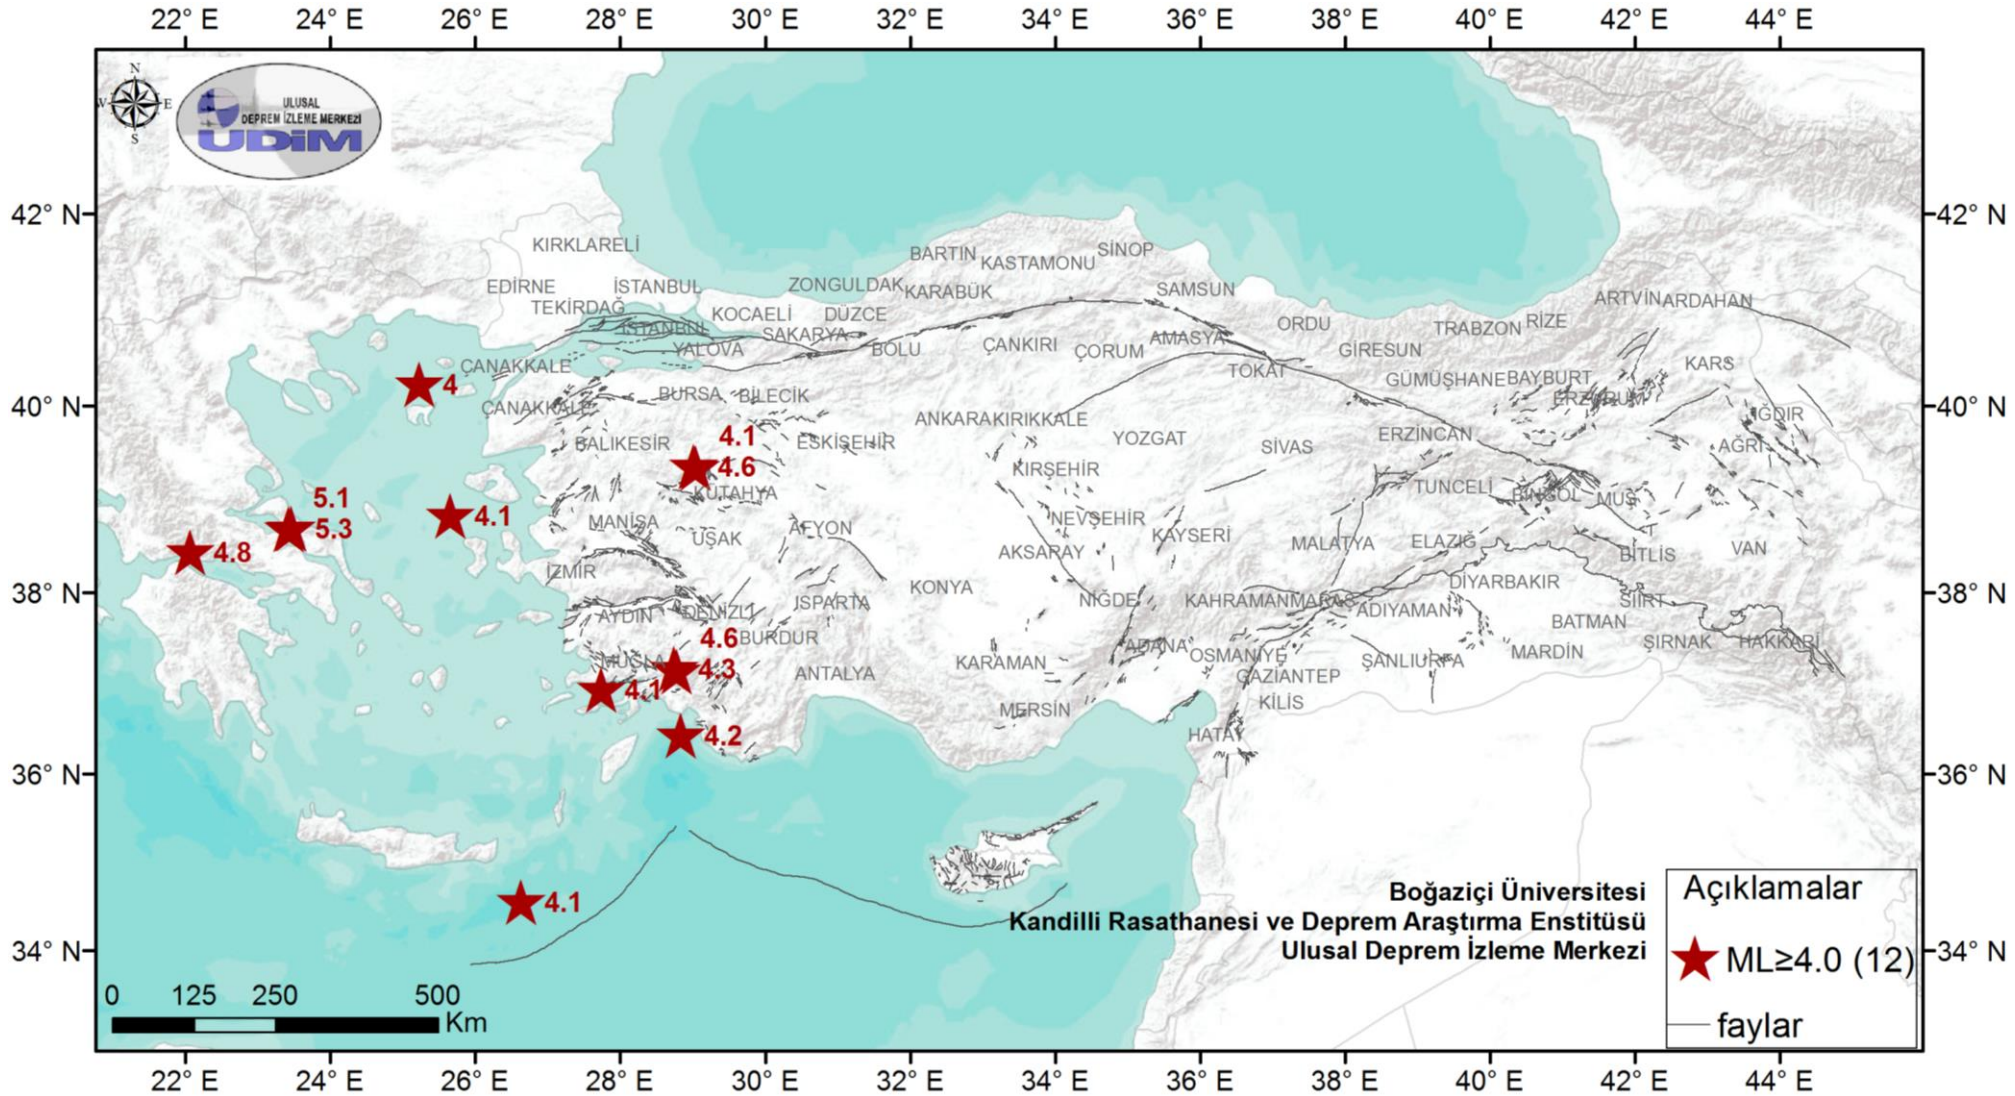 22° E 24° E 26° E 28° E 30° E 32° E 34° E 36° E 38° E 40° E 42° E 44° E
N
W E
S
ULUSAL
DEPREM İZLEME MERKEZİ
UDİM
42° N 42° N
KIRKLARELİ
BARTIN KASTAMONU SİNOP
EDİRNE İSTANBUL ZONGULDAK KARABÜK SAMSUN
TEKİRDAĞ KOCAELİ DÜZCE ARTVİN ARDAHAN
İSTANBUL SAKARYA ORDU TRABZON RİZE
YALOVA BOLU ÇANKIRI ÇORUM AMASYA GİRESUN
ÇANAKKALE TOKAT GÜMÜŞHANE BAYBURT KARS
4
40° N 40° N
ÇANAKKALE BURSA BİLECİK ANKARA KIRIKKALE ERZURUM IĞDIR
4.1
BALIKESİR ESKİŞEHİR YOZGAT SİVAS ERZİNCAN AĞRI
4.6
KIRŞEHİR
KÜTAHYA TUNCELİ BİNGÖL MUŞ
5.1
4.1
MANİSA UŞAK AFYON NEVŞEHİR KAYSERİ
5.3
4.8
AKSARAY MALATYA ELAZIĞ BİTLİS VAN
İZMİR KONYA DİYARBAKIR
38° N 38° N
AYDIN DENİZLİ ISPARTA NİĞDE KAHRAMANMARAŞ ADIYAMAN SİİRT
BATMAN
4.6
BURDUR ADANA OSMANİYE MARDİN ŞIRNAK HAKKARİ
MUĞLA
4.3
ANTALYA KARAMAN GAZİANTEP ŞANLIURFA
4.1
KİLİS
MERSİN
4.2
HATAY
36° N 36° N
4.1
34° N 34° N
Boğaziçi Üniversitesi
Kandilli Rasathanesi ve Deprem Araştırma Enstitüsü
Ulusal Deprem İzleme Merkezi
Açıklamalar
ML≥4.0 (12)
faylar
0 125 250 500
Km
22° E 24° E 26° E 28° E 30° E 32° E 34° E 36° E 38° E 40° E 42° E 44° E